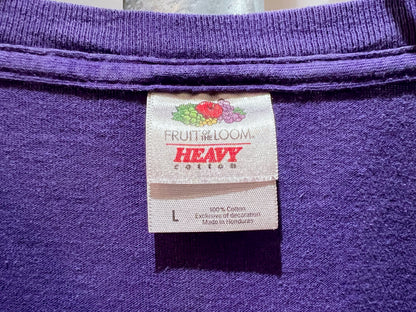 FRUIT OF THE LOOM®
HEAVY
cotton
L
100% Cotton
Exclusive of decoration
Made in Honduras